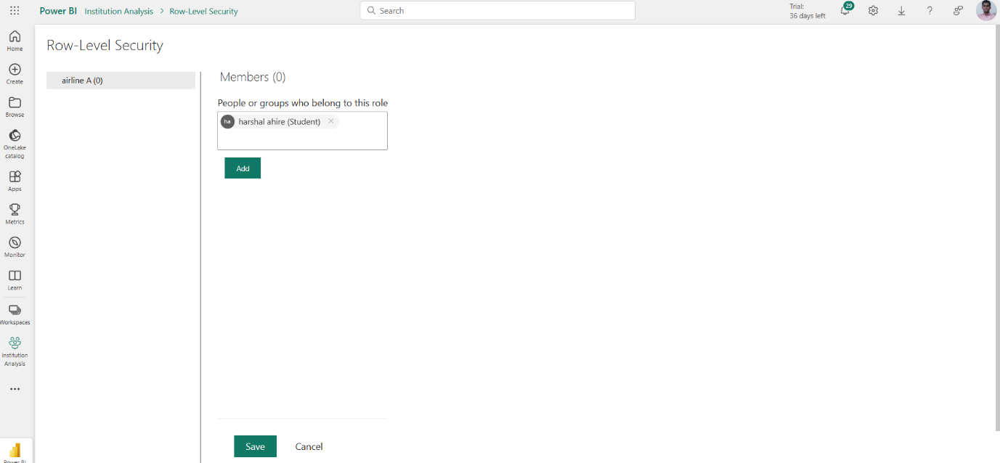 Power BI Institution Analysis > Row-Level Security
Search
Trial:
36 days left
29
Home
Create
Browse
OneLake
catalog
Apps
Metrics
Monitor
Learn
Workspaces
Institution
Analysis
Power BI
Row-Level Security
airline A (0)
Members (0)
People or groups who belong to this role
ha harshal ahire (Student)
Add
Save Cancel